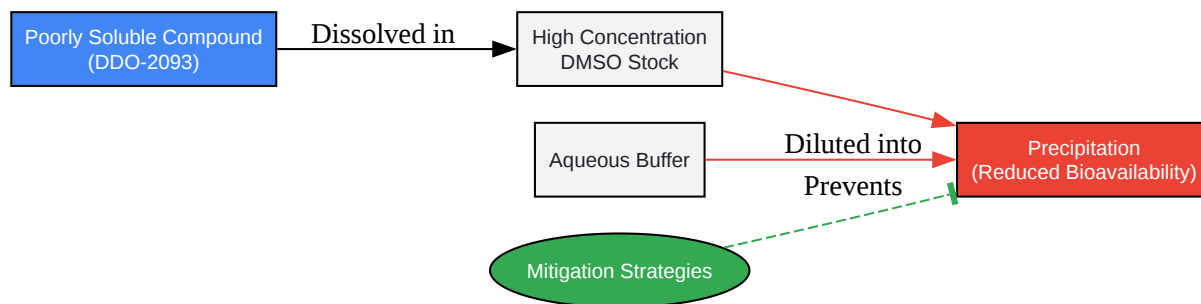 Poorly Soluble Compound
(DDO-2093)
Dissolved in
High Concentration
DMSO Stock
Aqueous Buffer
Diluted into
Precipitation
(Reduced Bioavailability)
Prevents
Mitigation Strategies